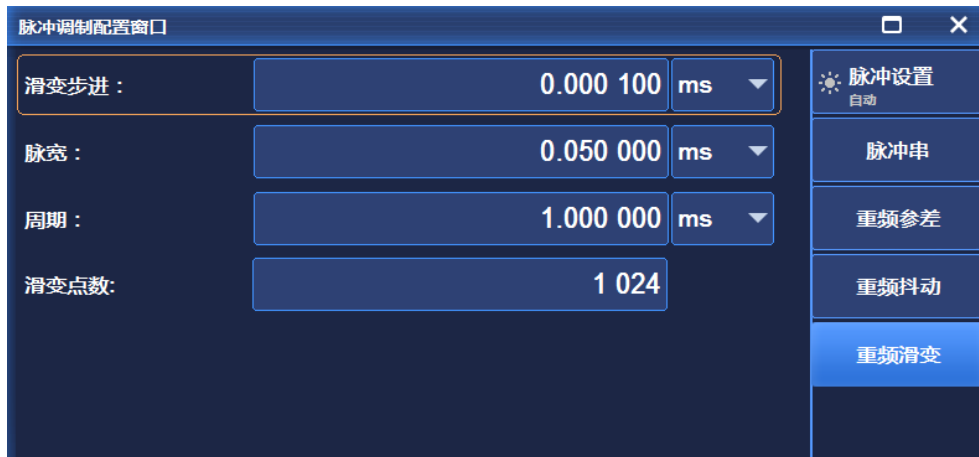 脉冲调制配置窗口
滑变步进： 0.000 100 ms
脉宽： 0.050 000 ms
周期： 1.000 000 ms
滑变点数: 1 024
脉冲设置
自动
脉冲串
重频参差
重频抖动
重频滑变